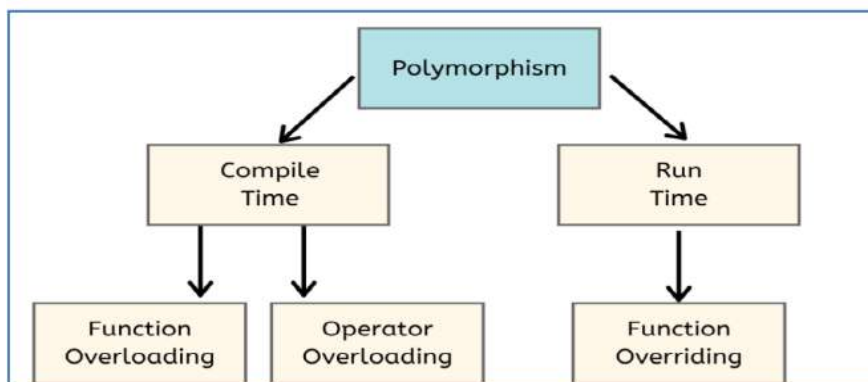 Polymorphism
Compile
Time
Run
Time
Function
Overloading
Operator
Overloading
Function
Overriding